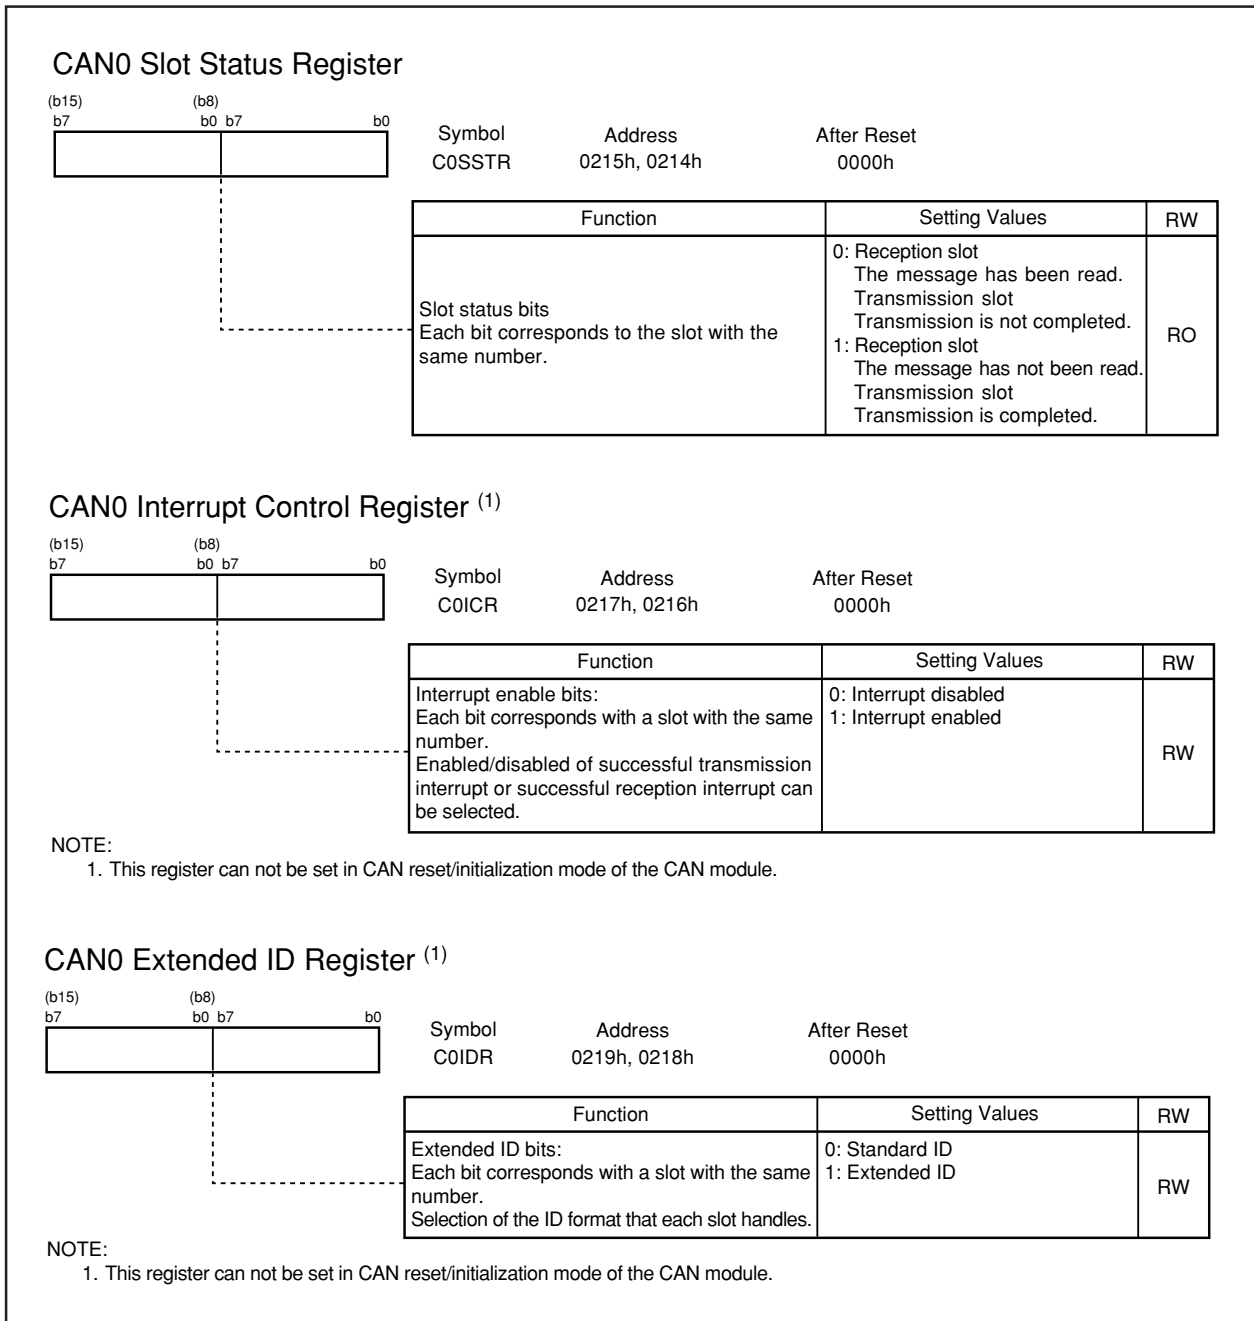 CAN0 Slot Status Register
(b15) (b8)
b7 b0 b7 b0
Symbol Address After Reset
C0SSTR 0215h, 0214h 0000h
Function Setting Values RW
Slot status bits
Each bit corresponds to the slot with the
same number.
0: Reception slot
The message has been read.
Transmission slot
Transmission is not completed.
1: Reception slot
The message has not been read.
Transmission slot
Transmission is completed.
RO
CAN0 Interrupt Control Register (1)
(b15) (b8)
b7 b0 b7 b0
Symbol Address After Reset
C0ICR 0217h, 0216h 0000h
Function Setting Values RW
Interrupt enable bits:
Each bit corresponds with a slot with the same
number.
Enabled/disabled of successful transmission
interrupt or successful reception interrupt can
be selected.
0: Interrupt disabled
1: Interrupt enabled
RW
NOTE:
1. This register can not be set in CAN reset/initialization mode of the CAN module.
CAN0 Extended ID Register (1)
(b15) (b8)
b7 b0 b7 b0
Symbol Address After Reset
C0IDR 0219h, 0218h 0000h
Function Setting Values RW
Extended ID bits:
Each bit corresponds with a slot with the same
number.
Selection of the ID format that each slot handles.
0: Standard ID
1: Extended ID
RW
NOTE:
1. This register can not be set in CAN reset/initialization mode of the CAN module.